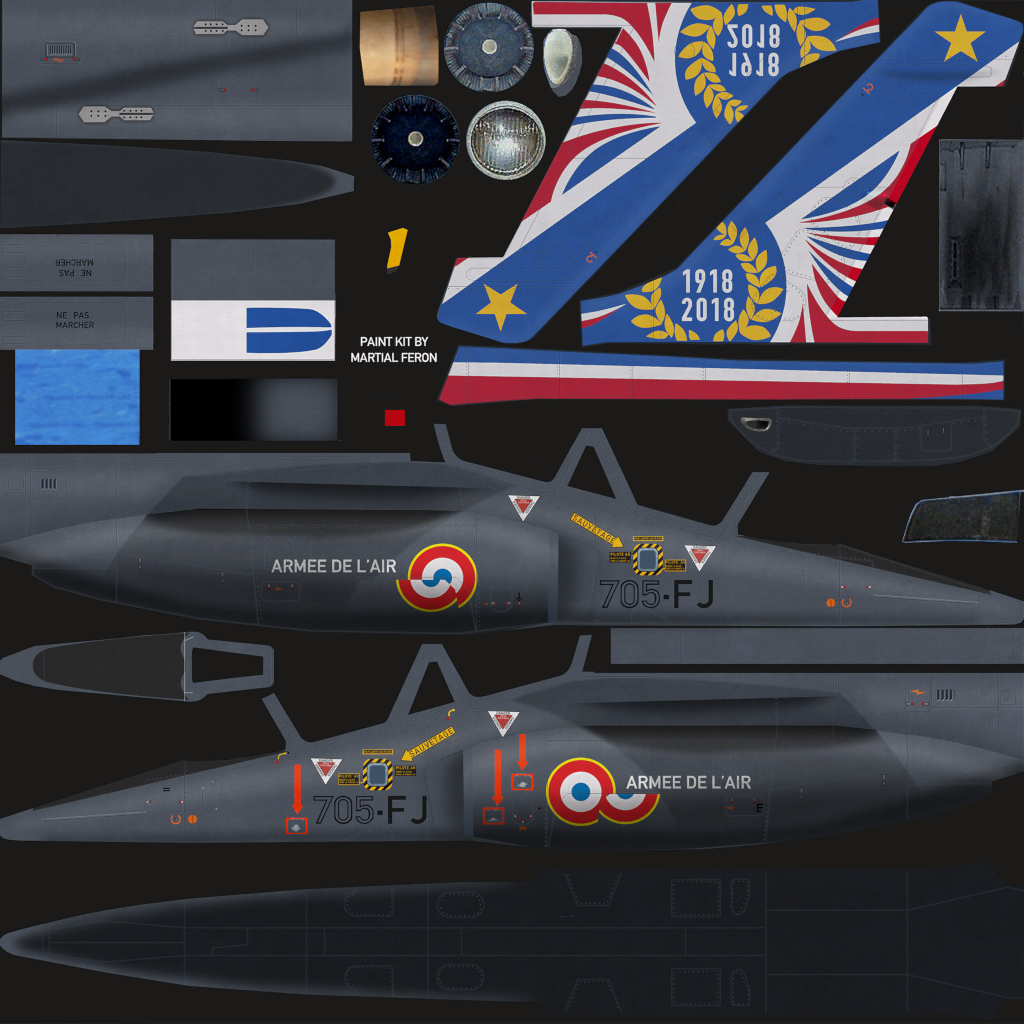 2018
1918
NE PAS
MARCHER
NE PAS
MARCHER
PAINT KIT BY
MARTIAL FERON
1918
2018
SAUVETAGE
ARMEE DE L'AIR
705-FJ
SAUVETAGE
ARMEE DE L'AIR
705-FJ
E